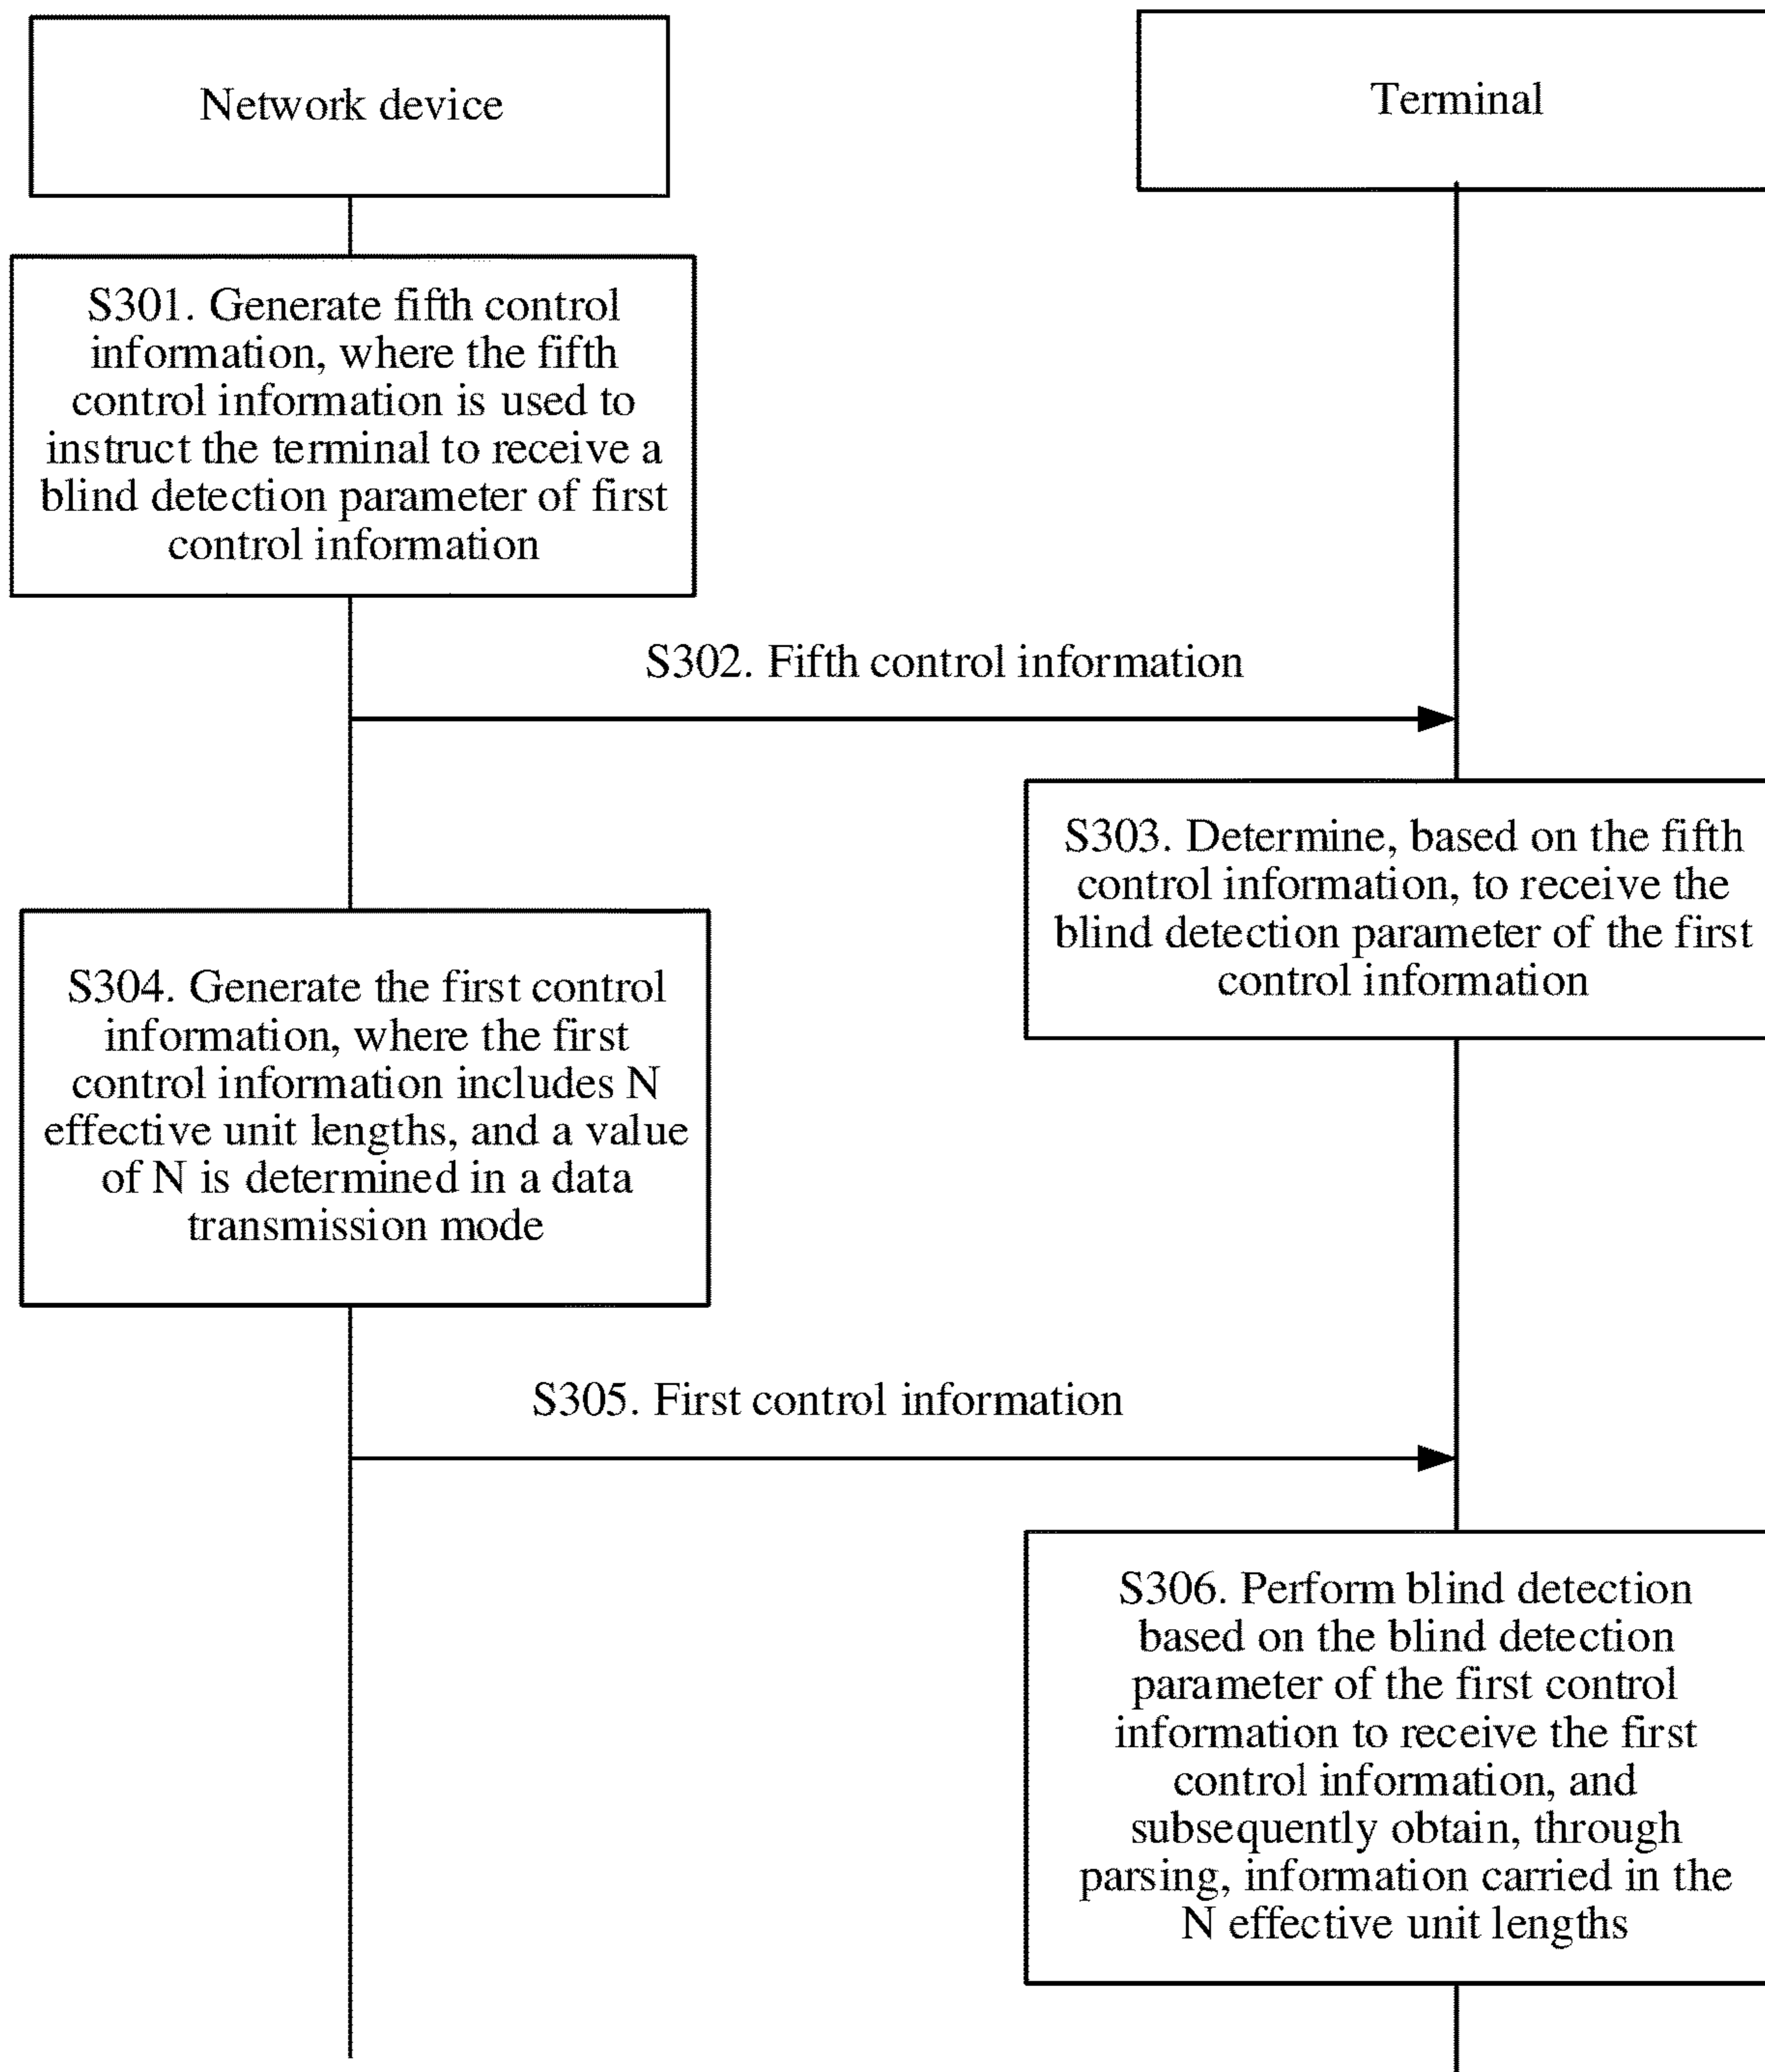 Network device
Terminal
S301. Generate fifth control
information, where the fifth
control information is used to
instruct the terminal to receive a
blind detection parameter of first
control information
S302. Fifth control information
S303. Determine, based on the fifth
control information, to receive the
blind detection parameter of the first
control information
S304. Generate the first control
information, where the first
control information includes N
effective unit lengths, and a value
of N is determined in a data
transmission mode
S305. First control information
S306. Perform blind detection
based on the blind detection
parameter of the first control
information to receive the first
control information, and
subsequently obtain, through
parsing, information carried in the
N effective unit lengths